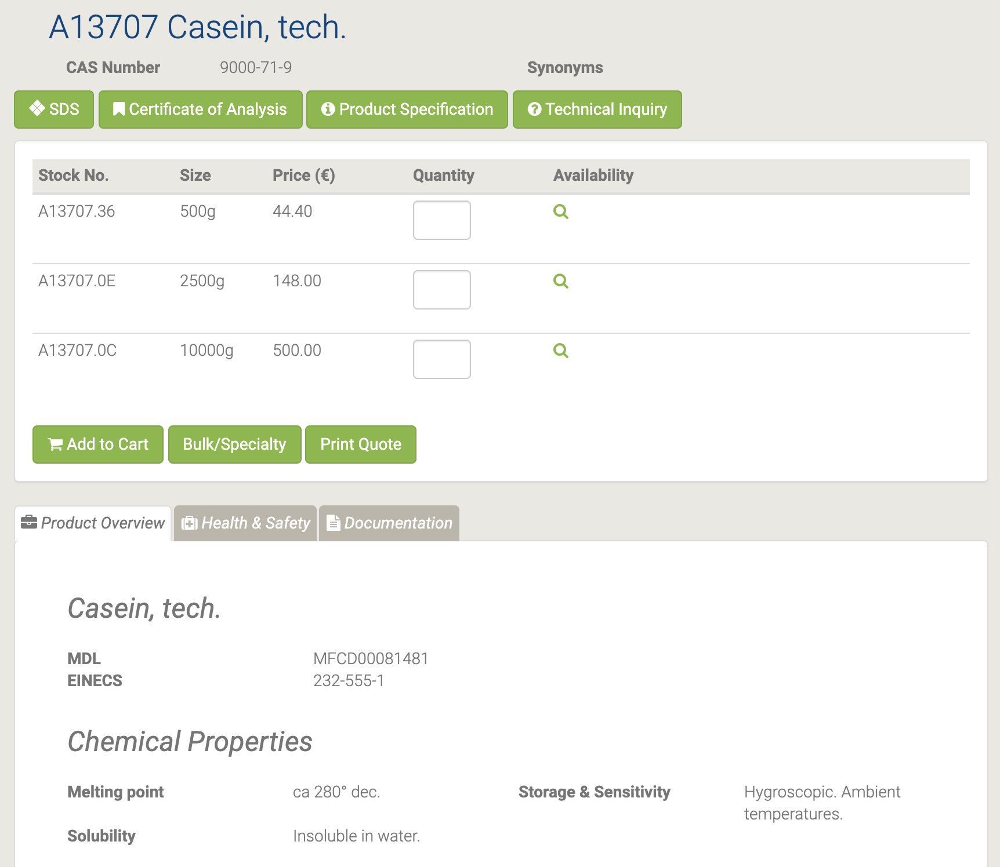 A13707 Casein, tech.
CAS Number 9000-71-9 Synonyms
SDS Certificate of Analysis Product Specification Technical Inquiry
Stock No. Size Price (€) Quantity Availability
A13707.36 500g 44.40
A13707.0E 2500g 148.00
A13707.0C 10000g 500.00
Add to Cart Bulk/Specialty Print Quote
Product Overview Health & Safety Documentation
Casein, tech.
MDL MFCD00081481
EINECS 232-555-1
Chemical Properties
Melting point ca 280° dec. Storage & Sensitivity Hygroscopic. Ambient
temperatures.
Solubility Insoluble in water.